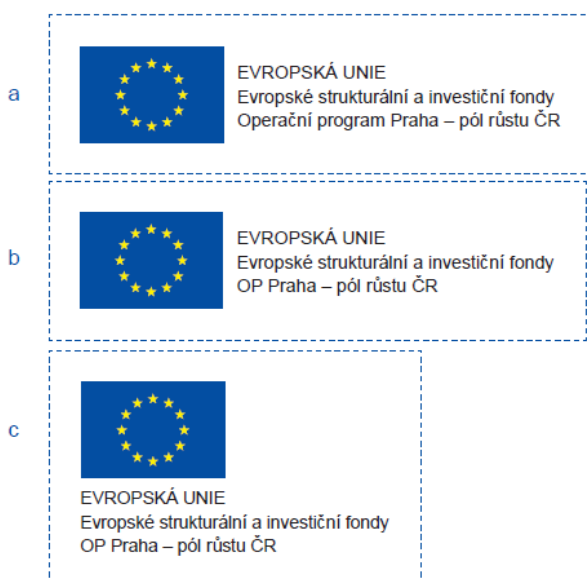 a
EVROPSKÁ UNIE
Evropské strukturální a investiční fondy
Operační program Praha – pól růstu ČR
b
EVROPSKÁ UNIE
Evropské strukturální a investiční fondy
OP Praha – pól růstu ČR
c
EVROPSKÁ UNIE
Evropské strukturální a investiční fondy
OP Praha – pól růstu ČR